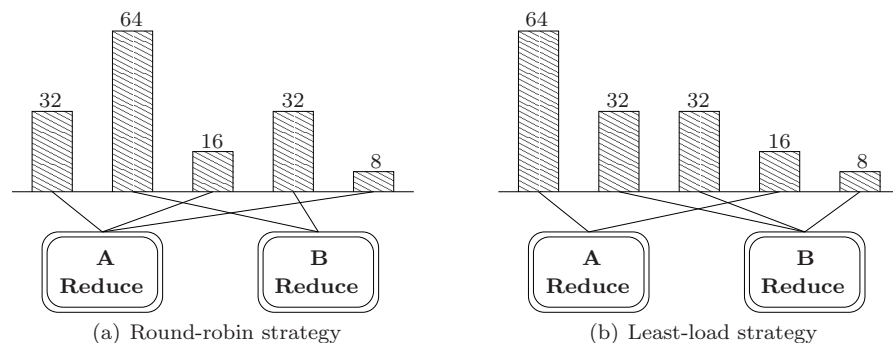 64
32
32
16
8
A
Reduce
B
Reduce
(a) Round-robin strategy
64
32
32
16
8
A
Reduce
B
Reduce
(b) Least-load strategy